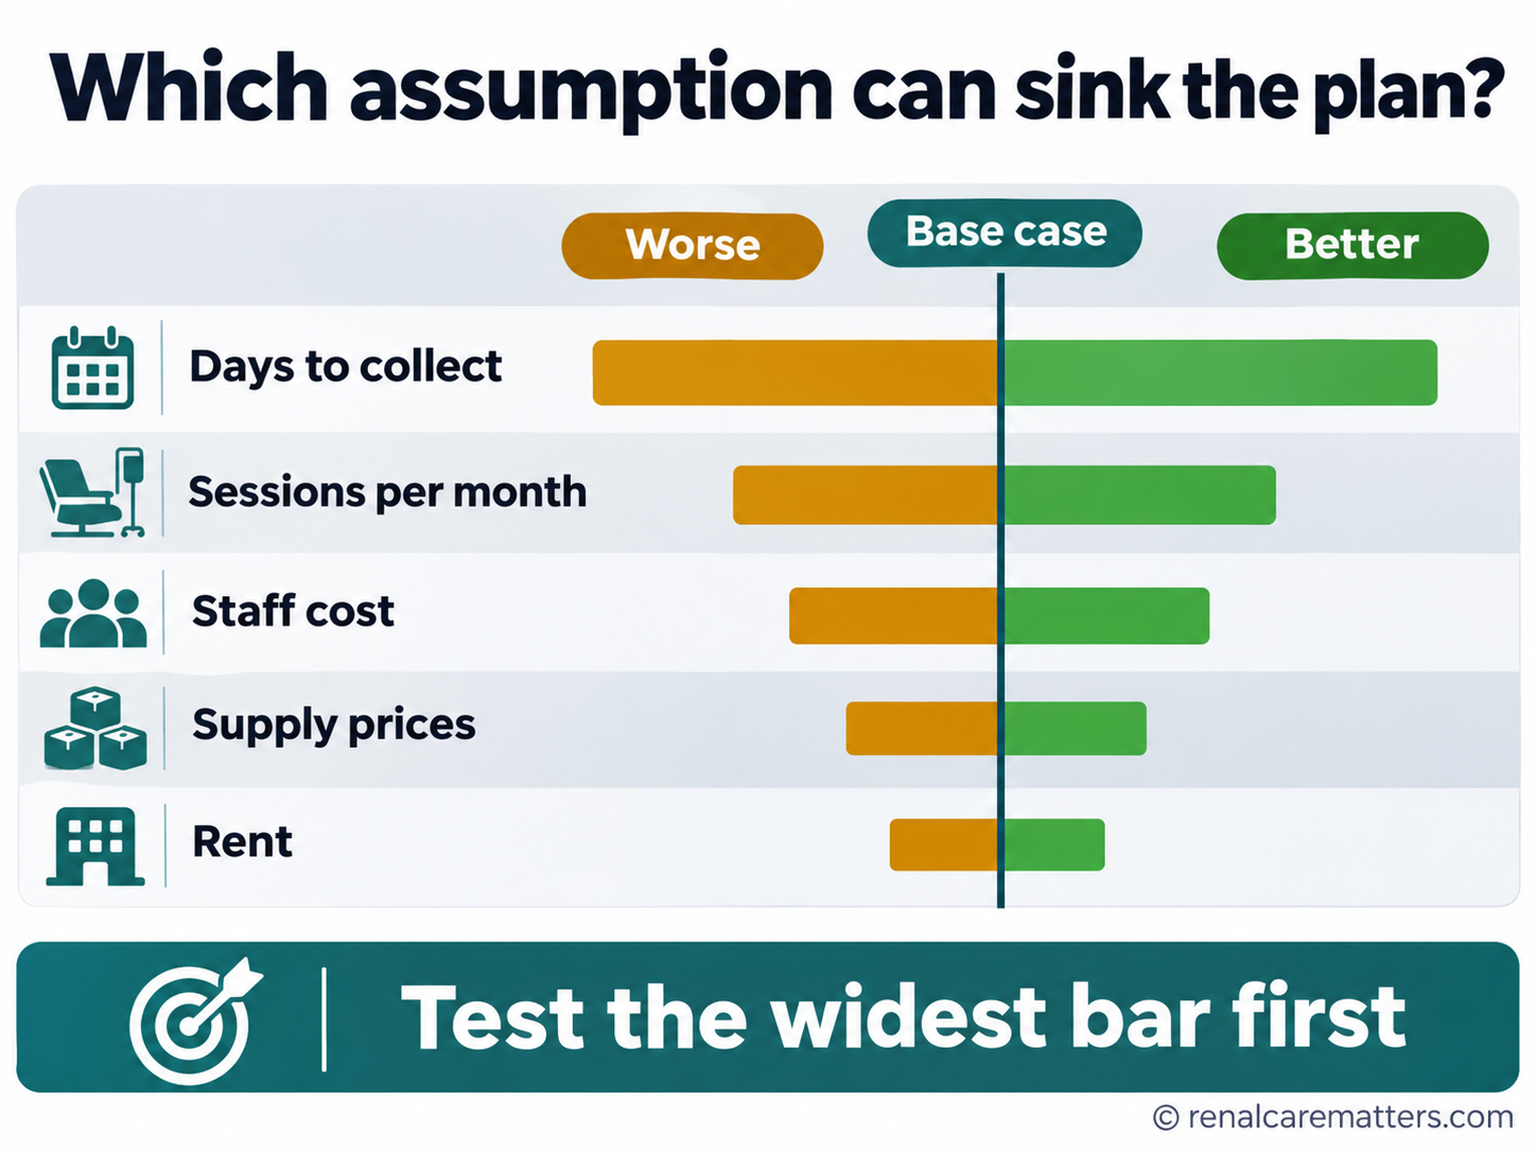 Which assumption can sink the plan?
Worse
Base case
Better
Days to collect
Sessions per month
Staff cost
Supply prices
Rent
Test the widest bar first
© renalcarematters.com